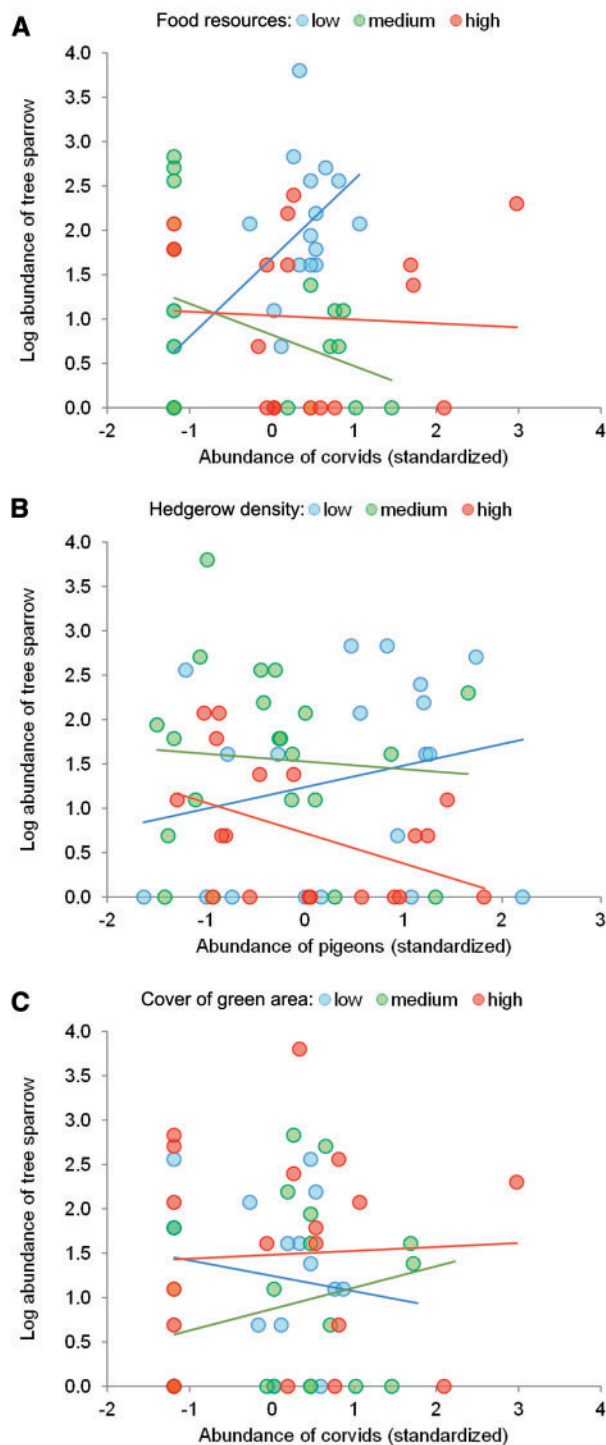 A
Food resources: low medium high
4.0
3.5
3.0
2.5
2.0
1.5
1.0
0.5
0.0
Log abundance of tree sparrow
-2 -1 0 1 2 3 4
Abundance of corvids (standardized)
B
Hedgerow density: low medium high
4.0
3.5
3.0
2.5
2.0
1.5
1.0
0.5
0.0
Log abundance of tree sparrow
-2 -1 0 1 2 3
Abundance of pigeons (standardized)
C
Cover of green area: low medium high
4.0
3.5
3.0
2.5
2.0
1.5
1.0
0.5
0.0
Log abundance of tree sparrow
-2 -1 0 1 2 3 4
Abundance of corvids (standardized)